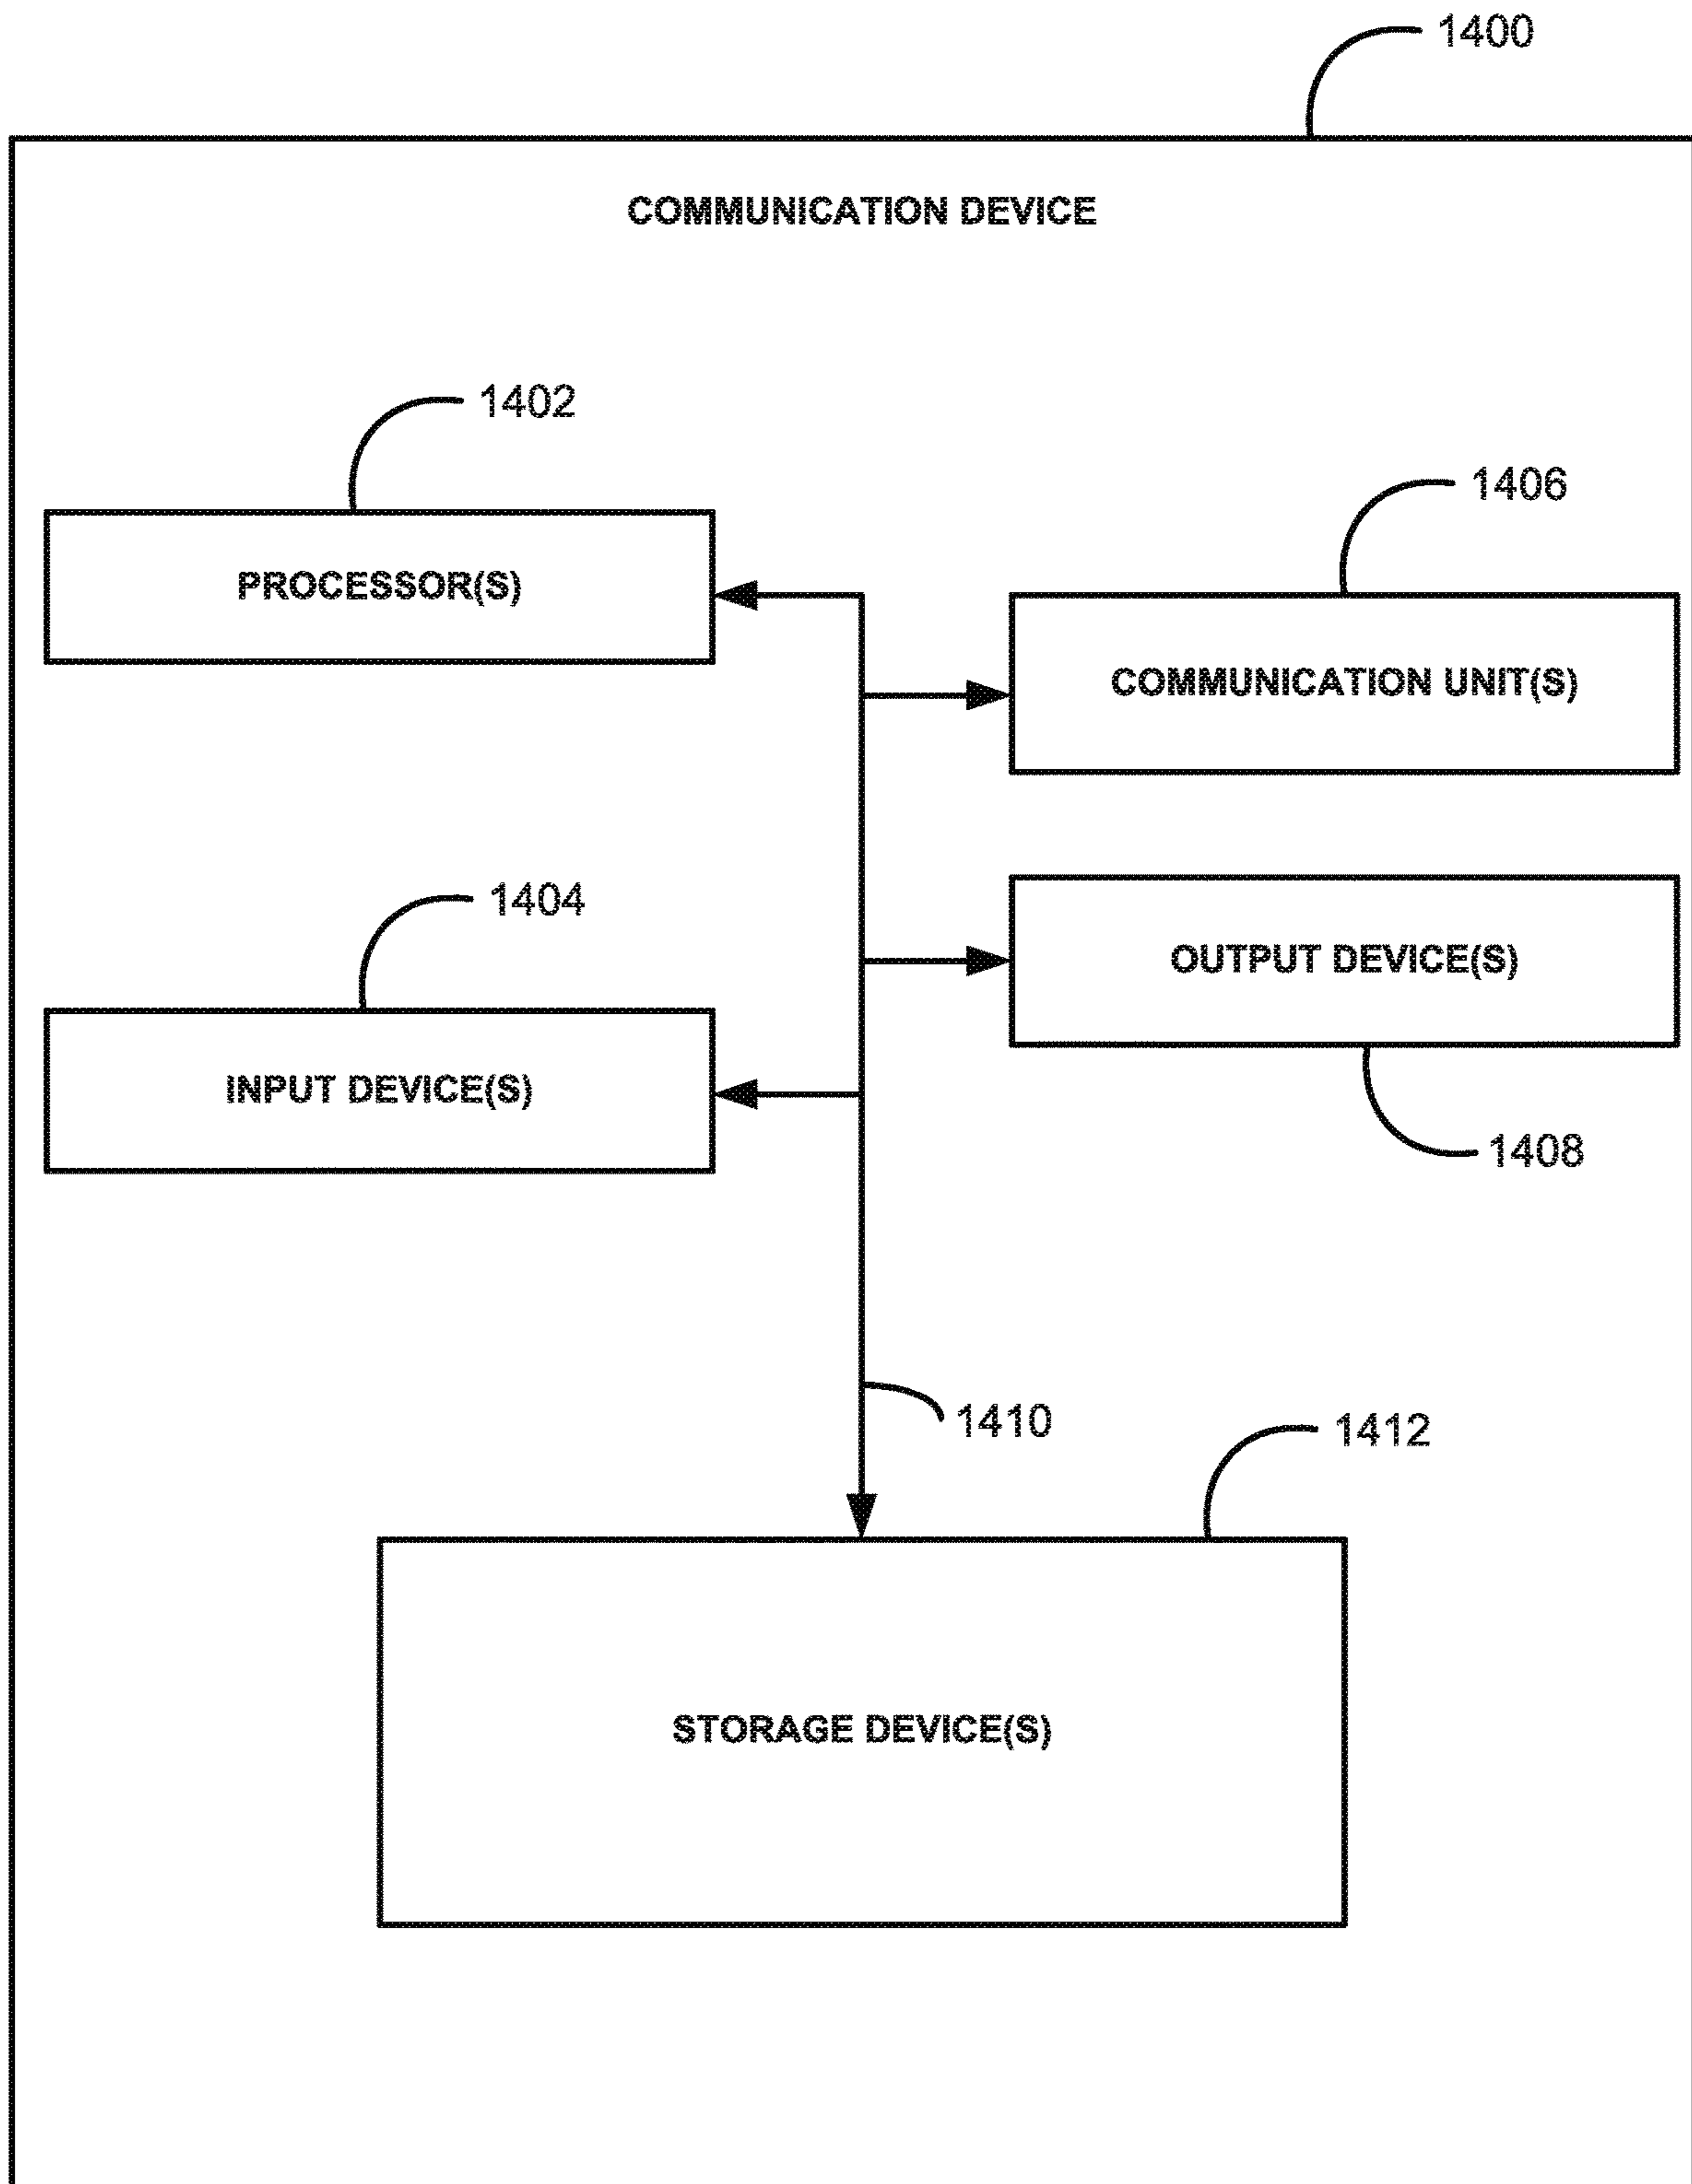 1400
COMMUNICATION DEVICE
1402
1406
PROCESSOR(S)
COMMUNICATION UNIT(S)
1404
OUTPUT DEVICE(S)
INPUT DEVICE(S)
1408
1410
1412
STORAGE DEVICE(S)